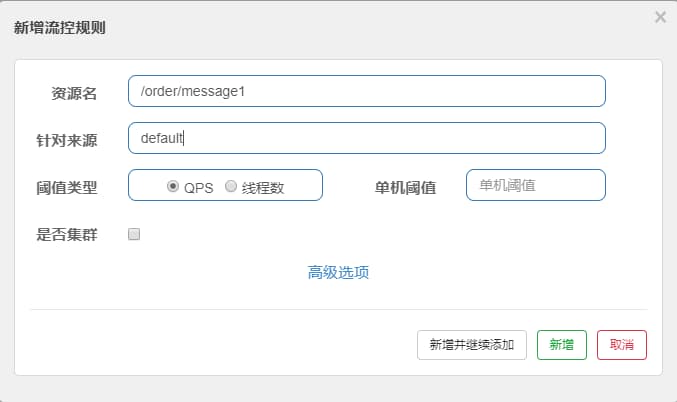 新增流控规则
资源名 /order/message1
针对来源 default
阈值类型 QPS 线程数 单机阈值 单机阈值
是否集群
高级选项
新增并继续添加 新增 取消